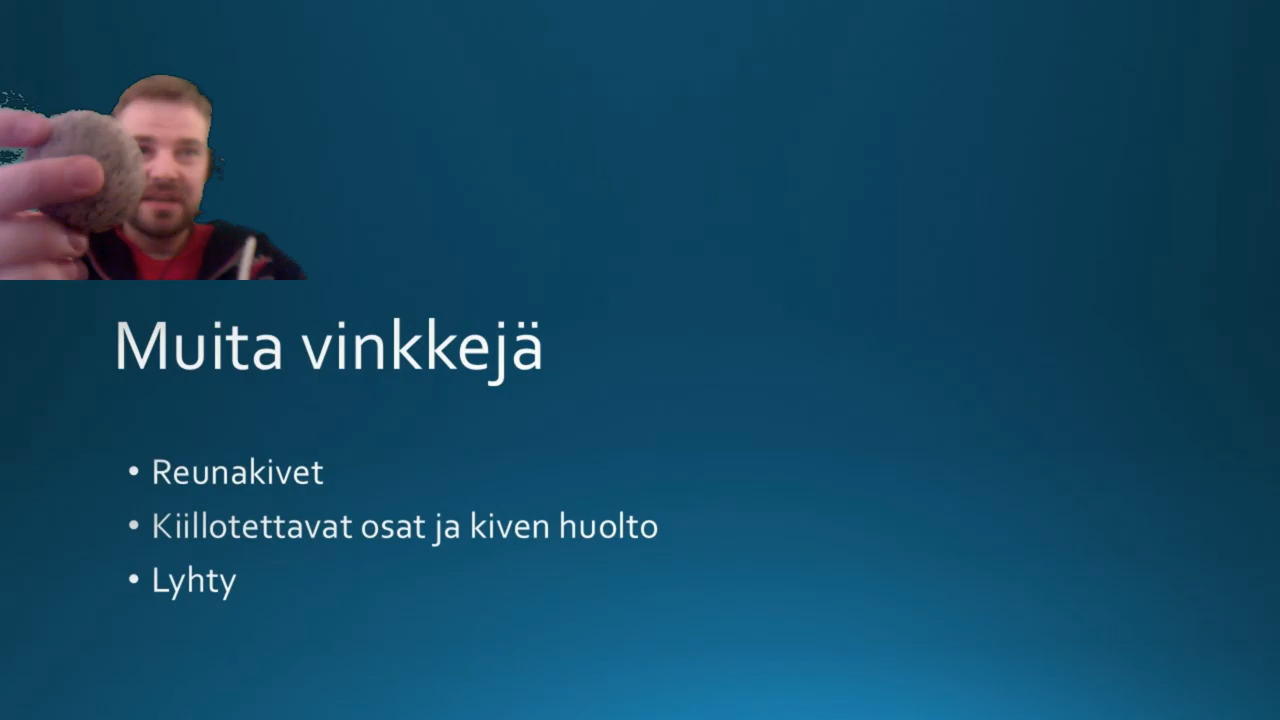 Muita vinkkejä
• Reunakivet
• Kiillotettavat osat ja kiven huolto
• Lyhty